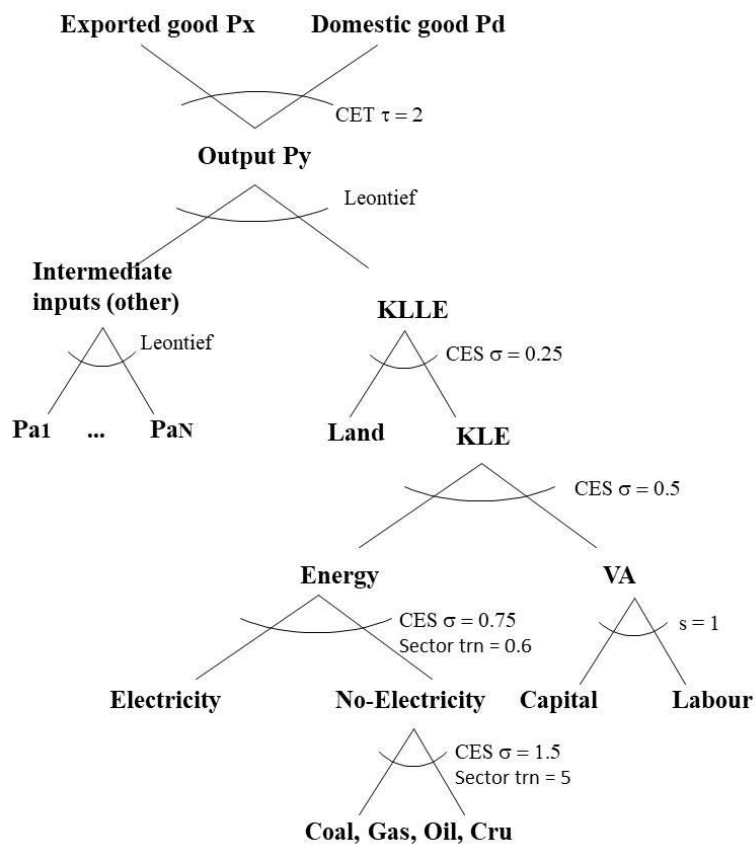 Exported good Px
Domestic good Pd
CET τ = 2
Output Py
Leontief
Intermediate
inputs (other)
KLLE
Leontief
CES σ = 0.25
Pa1 ... PaN
Land
KLE
CES σ = 0.5
Energy
VA
CES σ = 0.75
Sector trn = 0.6
s = 1
Electricity
No-Electricity
Capital
Labour
CES σ = 1.5
Sector trn = 5
Coal, Gas, Oil, Cru